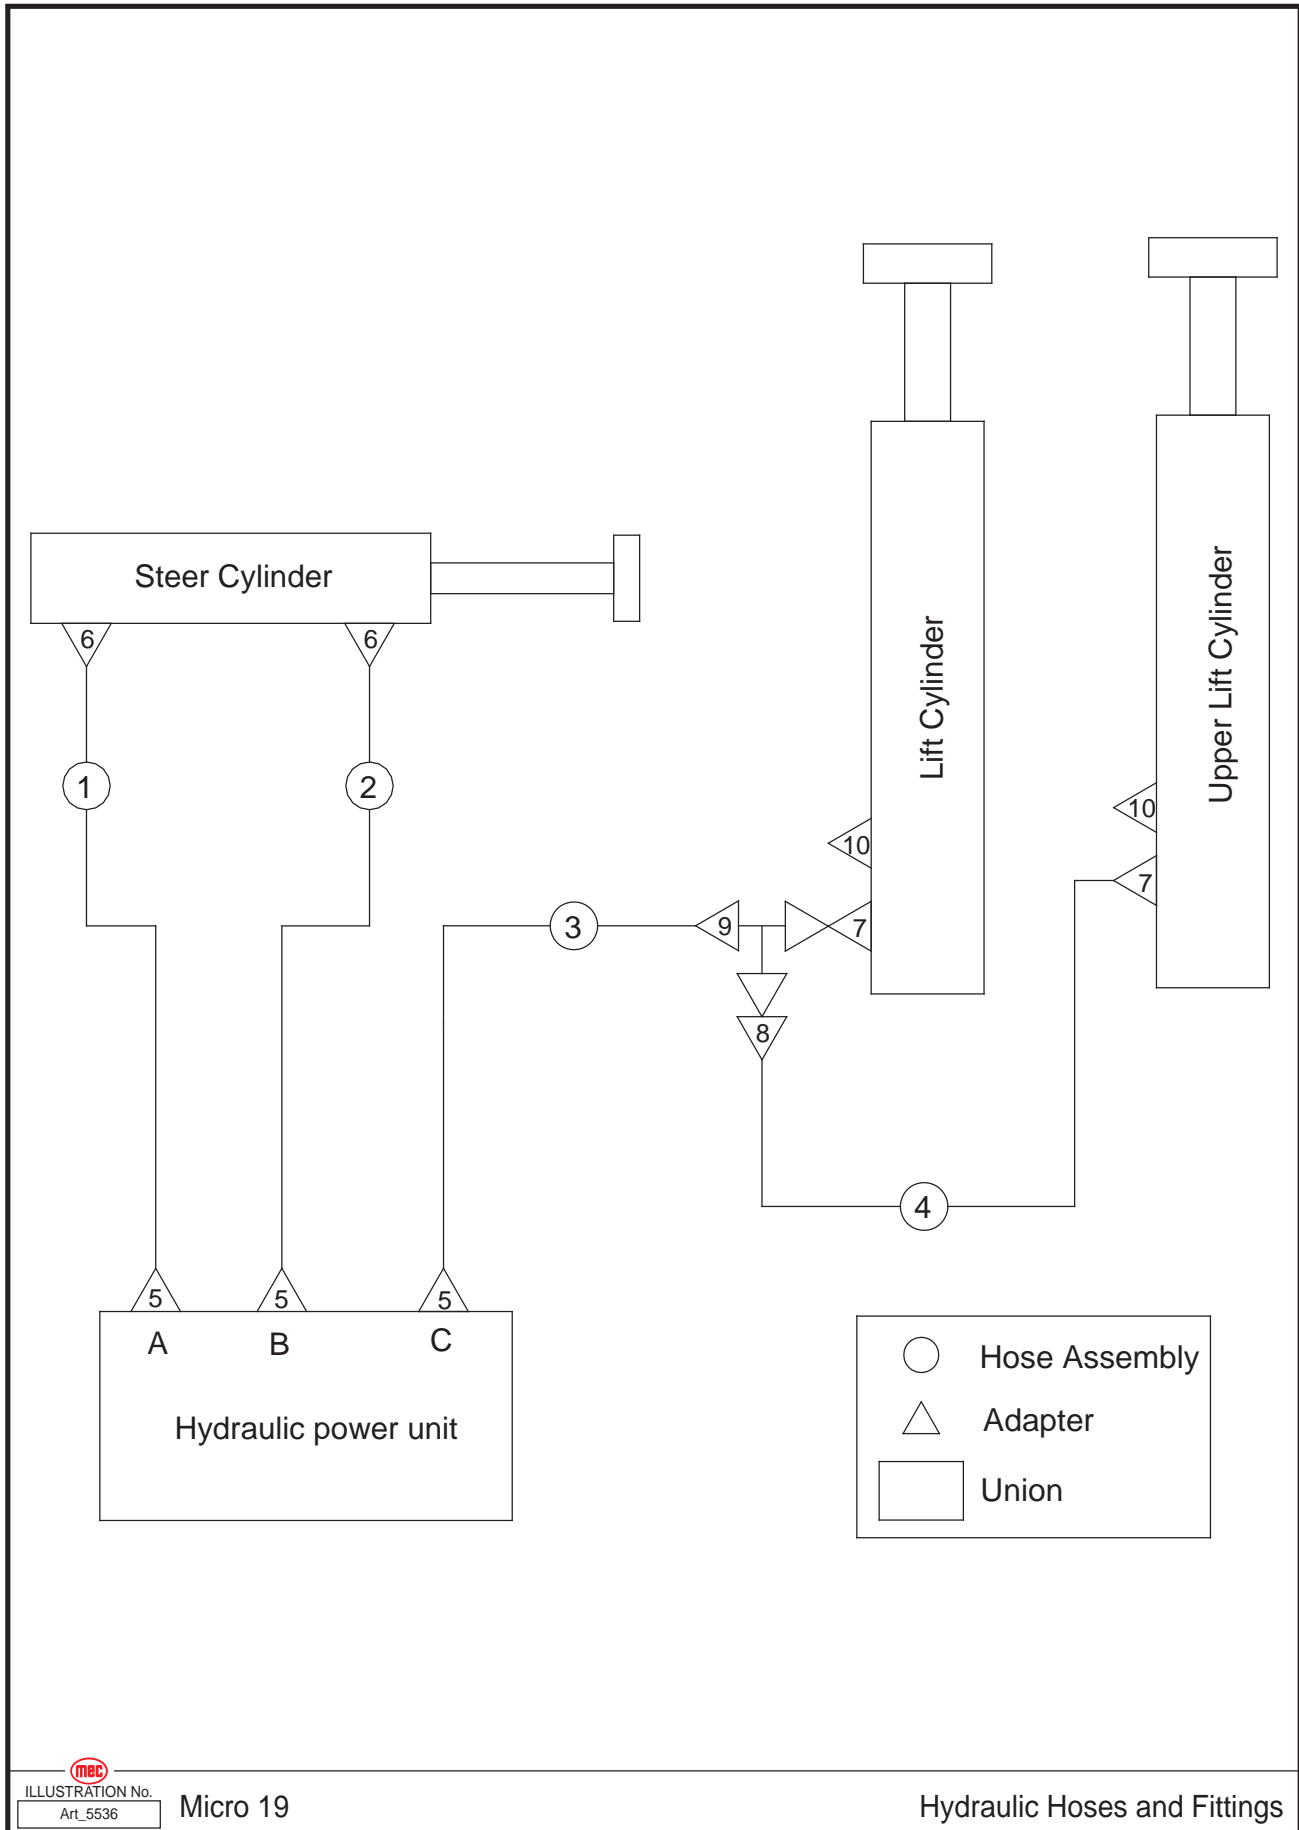 Lift Cylinder
Upper Lift Cylinder
Steer Cylinder
6
6
1
2
10
10
7
3
9
7
8
4
5
5
5
A
B
C
Hydraulic power unit
Hose Assembly
Adapter
Union
mec
ILLUSTRATION No.
Art_5536
Micro 19
Hydraulic Hoses and Fittings